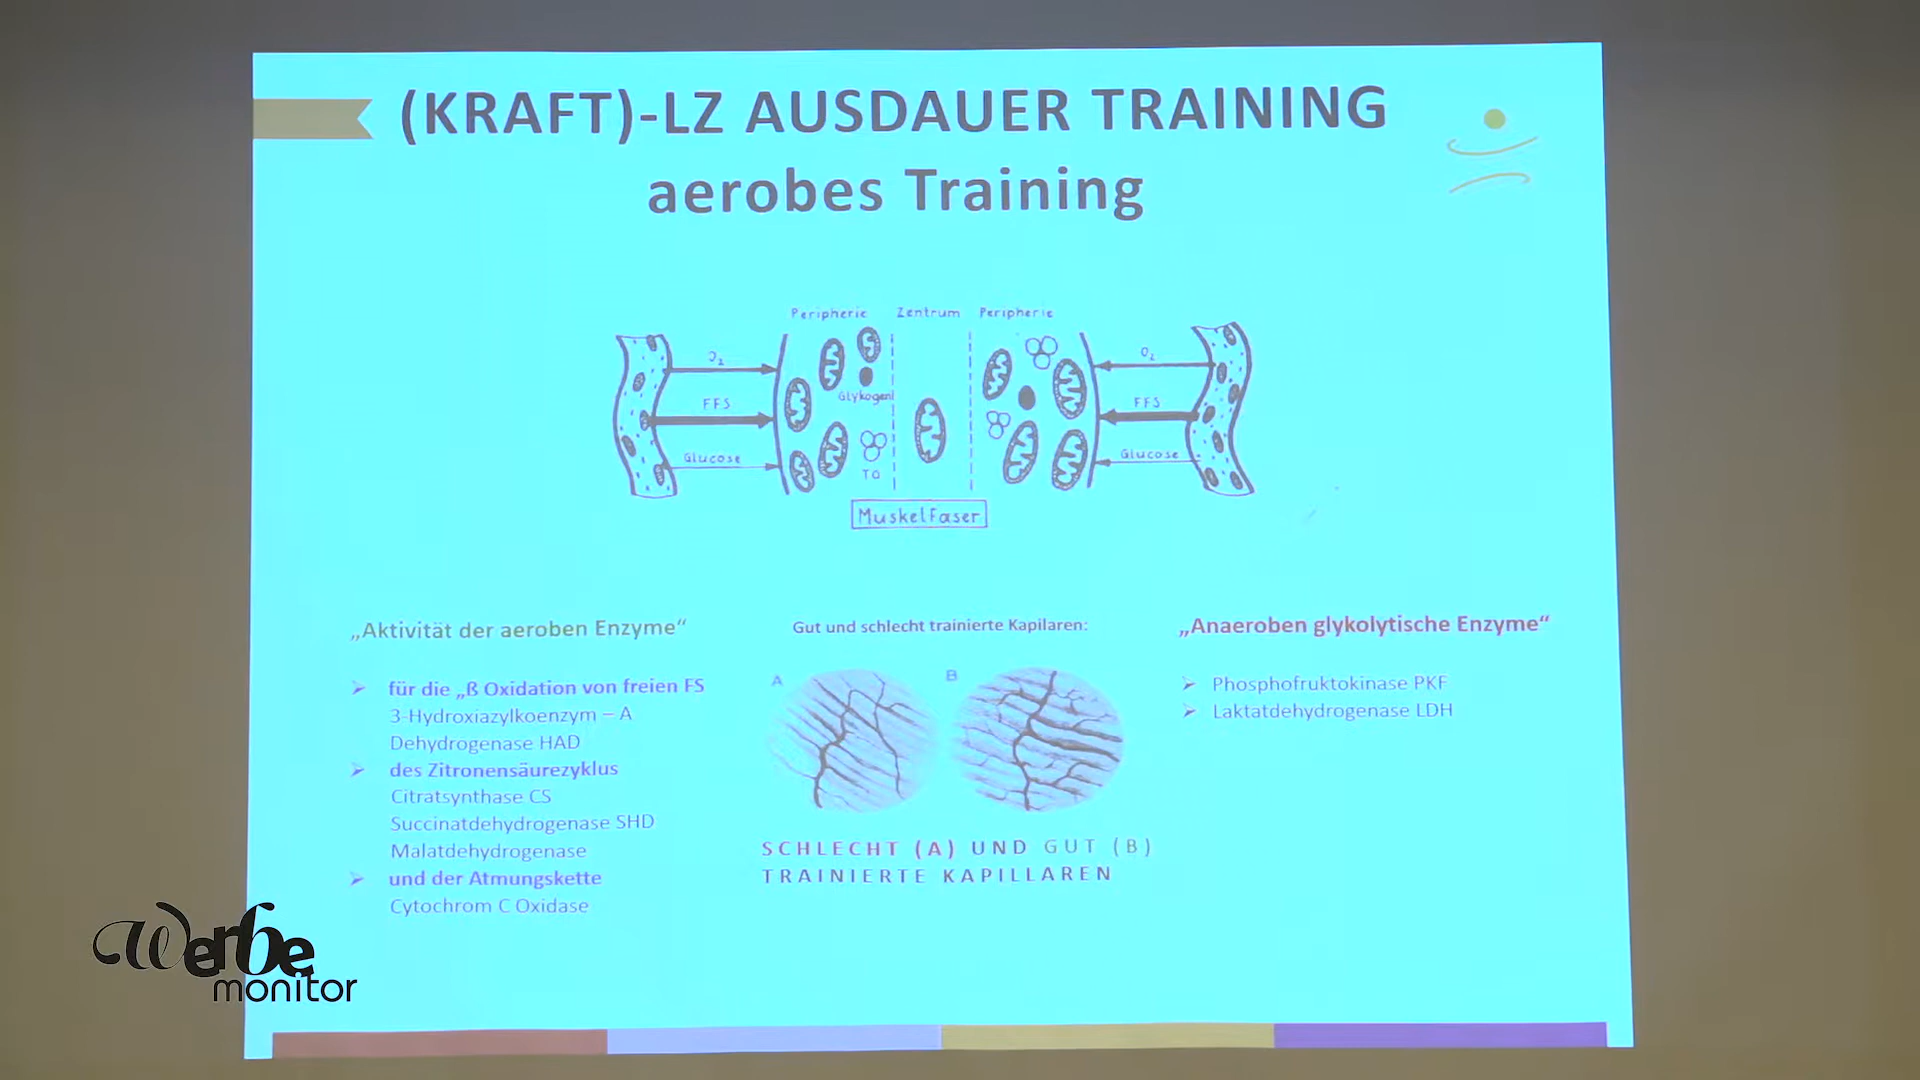 (KRAFT)-LZ AUSDAUER TRAINING
aerobes Training
Peripherie Zentrum Peripherie
O₂
FFS
Glucose
Glykogen
TG
O₂
FFS
Glucose
Muskelfaser
„Aktivität der aeroben Enzyme“
➢ für die „ß Oxidation von freien FS
3-Hydroxiazylkoenzym – A
Dehydrogenase HAD
➢ des Zitronensäurezyklus
Citratsynthase CS
Succinatdehydrogenase SHD
Malatdehydrogenase
➢ und der Atmungskette
Cytochrom C Oxidase
Gut und schlecht trainierte Kapilaren:
A B
SCHLECHT (A) UND GUT (B)
TRAINIERTE KAPILLAREN
„Anaeroben glykolytische Enzyme“
➢ Phosphofruktokinase PKF
➢ Laktatdehydrogenase LDH
Werbe
monitor